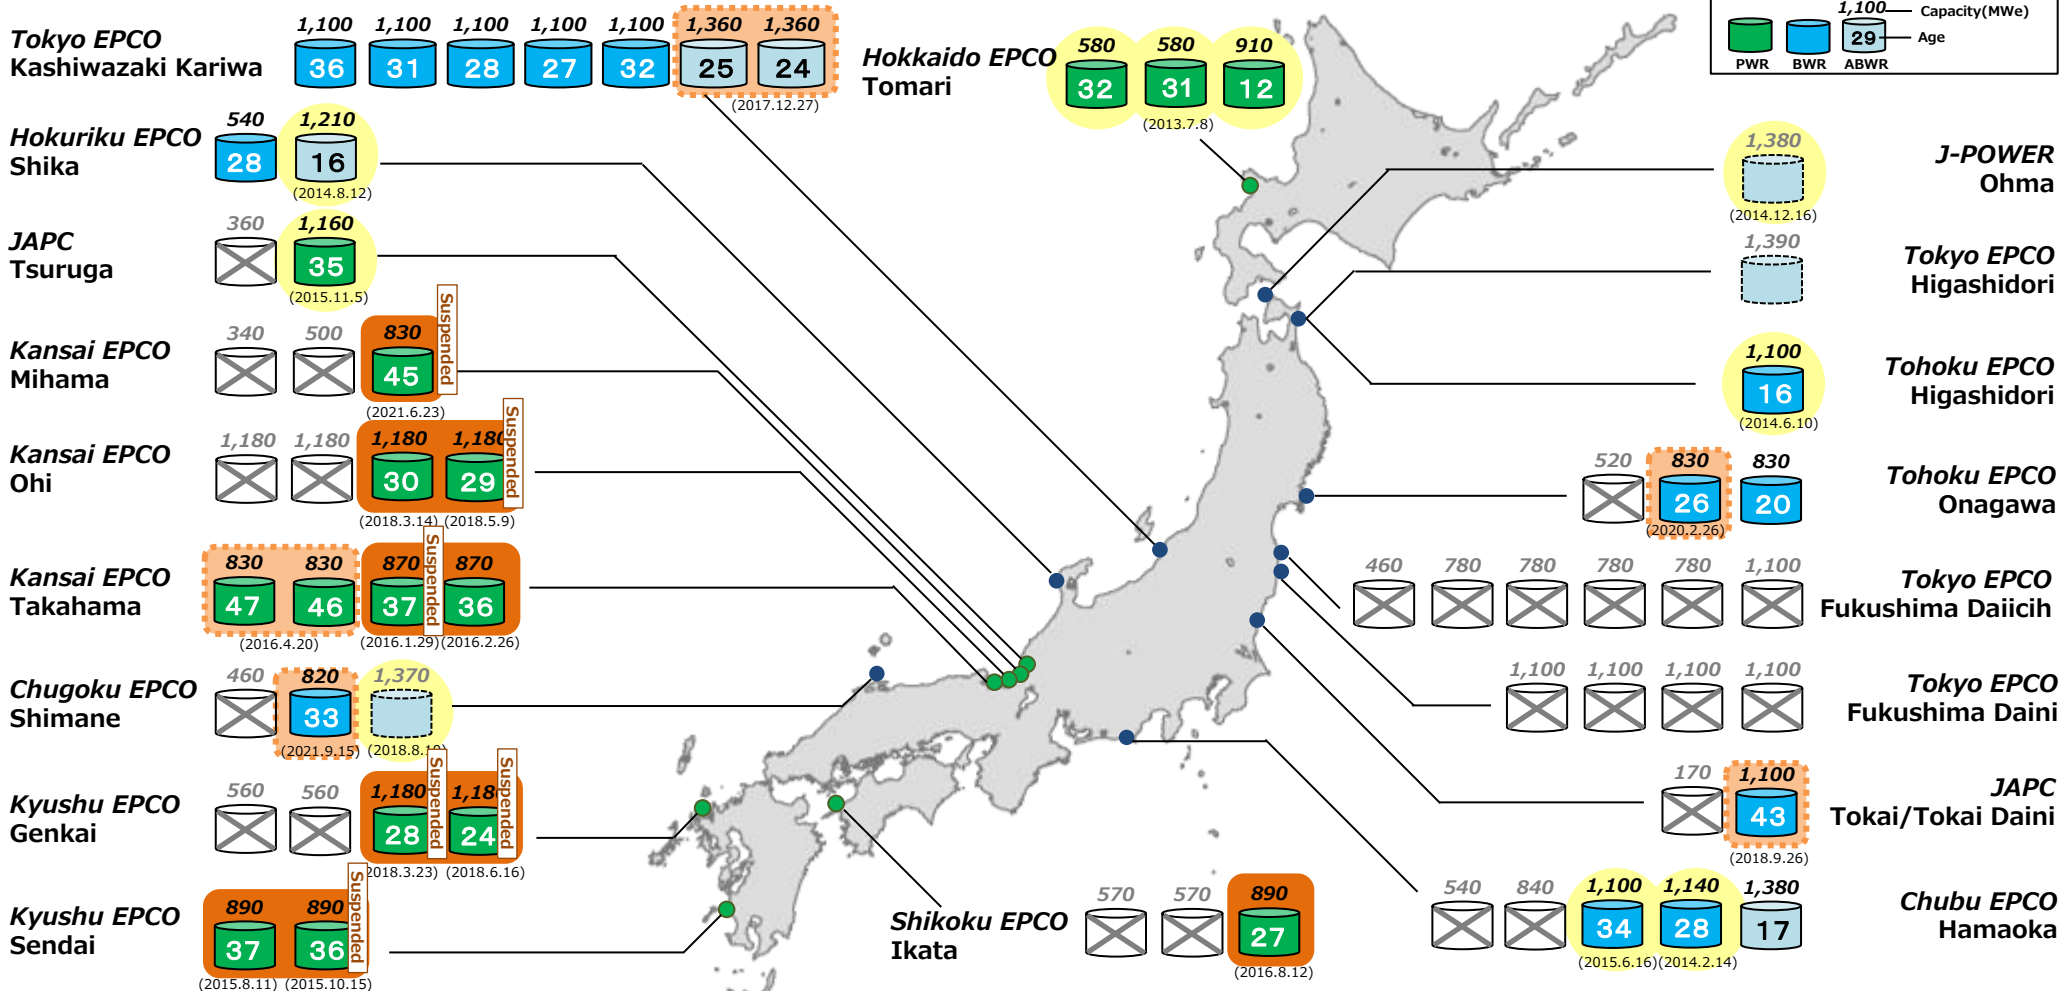 Tokyo EPCO
Kashiwazaki Kariwa
1,100 1,100 1,100 1,100 1,100 1,360 1,360
36 31 28 27 32 25 24
(2017.12.27)
Hokkaido EPCO
Tomari
580 580 910
32 31 12
(2013.7.8)
1,100 Capacity(MWe)
29 Age
PWR BWR ABWR
Hokuriku EPCO
Shika
540 1,210
28 16
(2014.8.12)
JAPC
Tsuruga
360 1,160
35
(2015.11.5)
Kansai EPCO
Mihama
340 500 830
45
Suspended
(2021.6.23)
Kansai EPCO
Ohi
1,180 1,180 1,180 1,180
30 29
Suspended
(2018.3.14) (2018.5.9)
Kansai EPCO
Takahama
830 830 870 870
47 46 37 36
Suspended
(2016.4.20) (2016.1.29) (2016.2.26)
Chugoku EPCO
Shimane
460 820 1,370
33
(2021.9.15) (2018.8.
Kyushu EPCO
Genkai
560 560 1,180 1,18
28 24
Suspended Suspended
2018.3.23) (2018.6.16)
Kyushu EPCO
Sendai
890 890
37 36
Suspended
(2015.8.11) (2015.10.15)
Shikoku EPCO
Ikata
570 570 890
27
(2016.8.12)
1,380
J-POWER
Ohma
(2014.12.16)
1,390
Tokyo EPCO
Higashidori
1,100
16
Tohoku EPCO
Higashidori
(2014.6.10)
520 830 830
26 20
Tohoku EPCO
Onagawa
(2020.2.26)
460 780 780 780 780 1,100
Tokyo EPCO
Fukushima Daiicih
1,100 1,100 1,100 1,100
Tokyo EPCO
Fukushima Daini
170 1,100
43
JAPC
Tokai/Tokai Daini
(2018.9.26)
540 840 1,100 1,140 1,380
34 28 17
Chubu EPCO
Hamaoka
(2015.6.16) (2014.2.14)